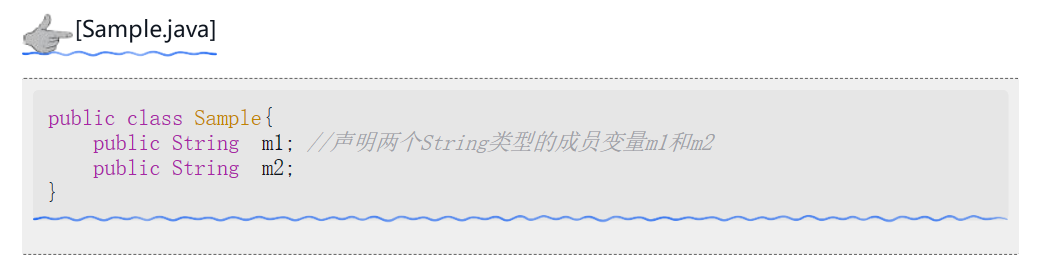 [Sample.java]
public class Sample{
    public String  m1; //声明两个String类型的成员变量m1和m2
    public String  m2;
}